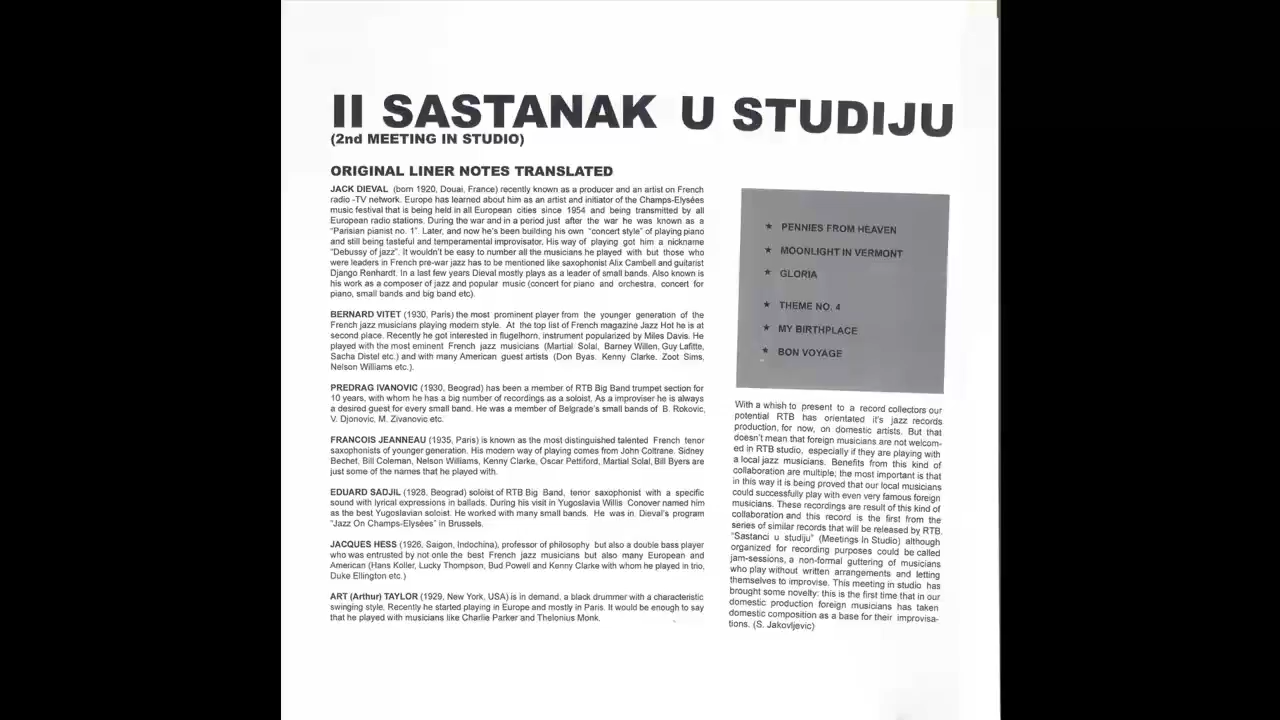 II SASTANAK U STUDIJU
(2nd MEETING IN STUDIO)
ORIGINAL LINER NOTES TRANSLATED
JACK DIEVAL (born 1920, Douai, France) recently known as a producer and an artist on French
radio -TV network. Europe has learned about him as an artist and initiator of the Champs-Elysées
music festival that is being held in all European cities since 1954 and being transmitted by all
European radio stations. During the war and in a period just after the war he was known as a
"Parisian pianist no. 1". Later, and now he's been building his own "concert style" of playing piano
and still being tasteful and temperamental improvisator. His way of playing got him a nickname
"Debussy of jazz". It wouldn't be easy to number all the musicians he played with but those who
were leaders in French pre-war jazz has to be mentioned like saxophonist Alix Cambell and guitarist
Django Renhardt. In a last few years Dieval mostly plays as a leader of small bands. Also known is
his work as a composer of jazz and popular music (concert for piano and orchestra, concert for
piano, small bands and big band etc).
BERNARD VITET (1930, Paris) the most prominent player from the younger generation of the
French jazz musicians playing modern style. At the top list of French magazine Jazz Hot he is at
second place. Recently he got interested in flugelhorn, instrument popularized by Miles Davis. He
played with the most eminent French jazz musicians (Martial Solal, Barney Willen, Guy Lafitte,
Sacha Distel etc.) and with many American guest artists (Don Byas. Kenny Clarke, Zoot Sims,
Nelson Williams etc.).
PREDRAG IVANOVIC (1930, Beograd) has been a member of RTB Big Band trumpet section for
10 years, with whom he has a big number of recordings as a soloist. As a improviser he is always
a desired guest for every small band. He was a member of Belgrade's small bands of B. Rokovic,
V. Djonovic, M. Zivanovic etc.
FRANCOIS JEANNEAU (1935, Paris) is known as the most distinguished talented French tenor
saxophonists of younger generation. His modern way of playing comes from John Coltrane. Sidney
Bechet, Bill Coleman, Nelson Williams, Kenny Clarke, Oscar Pettiford, Martial Solal, Bill Byers are
just some of the names that he played with.
EDUARD SADJIL (1928, Beograd) soloist of RTB Big Band, tenor saxophonist with a specific
sound with lyrical expressions in ballads. During his visit in Yugoslavia Willis Conover named him
as the best Yugoslavian soloist. He worked with many small bands. He was in Dieval's program
"Jazz On Champs-Elysées" in Brussels.
JACQUES HESS (1926, Saigon, Indochina), professor of philosophy but also a double bass player
who was entrusted by not onle the best French jazz musicians but also many European and
American (Hans Koller, Lucky Thompson, Bud Powell and Kenny Clarke with whom he played in trio,
Duke Ellington etc.)
ART (Arthur) TAYLOR (1929, New York, USA) is in demand, a black drummer with a characteristic
swinging style. Recently he started playing in Europe and mostly in Paris. It would be enough to say
that he played with musicians like Charlie Parker and Thelonius Monk.
★ PENNIES FROM HEAVEN
★ MOONLIGHT IN VERMONT
★ GLORIA
★ THEME NO. 4
★ MY BIRTHPLACE
★ BON VOYAGE
With a whish to present to a record collectors our
potential RTB has orientated it's jazz records
production, for now, on domestic artists. But that
doesn't mean that foreign musicians are not welcom-
ed in RTB studio, especially if they are playing with
a local jazz musicians. Benefits from this kind of
collaboration are multiple; the most important is that
in this way it is being proved that our local musicians
could successfully play with even very famous foreign
musicians. These recordings are result of this kind of
collaboration and this record is the first from the
series of similar records that will be released by RTB.
"Sastanci u studiju" (Meetings In Studio) although
organized for recording purposes could be called
jam-sessions, a non-formal guttering of musicians
who play without written arrangements and letting
themselves to improvise. This meeting in studio has
brought some novelty: this is the first time that in our
domestic production foreign musicians has taken
domestic composition as a base for their improvisa-
tions. (S. Jakovljevic)